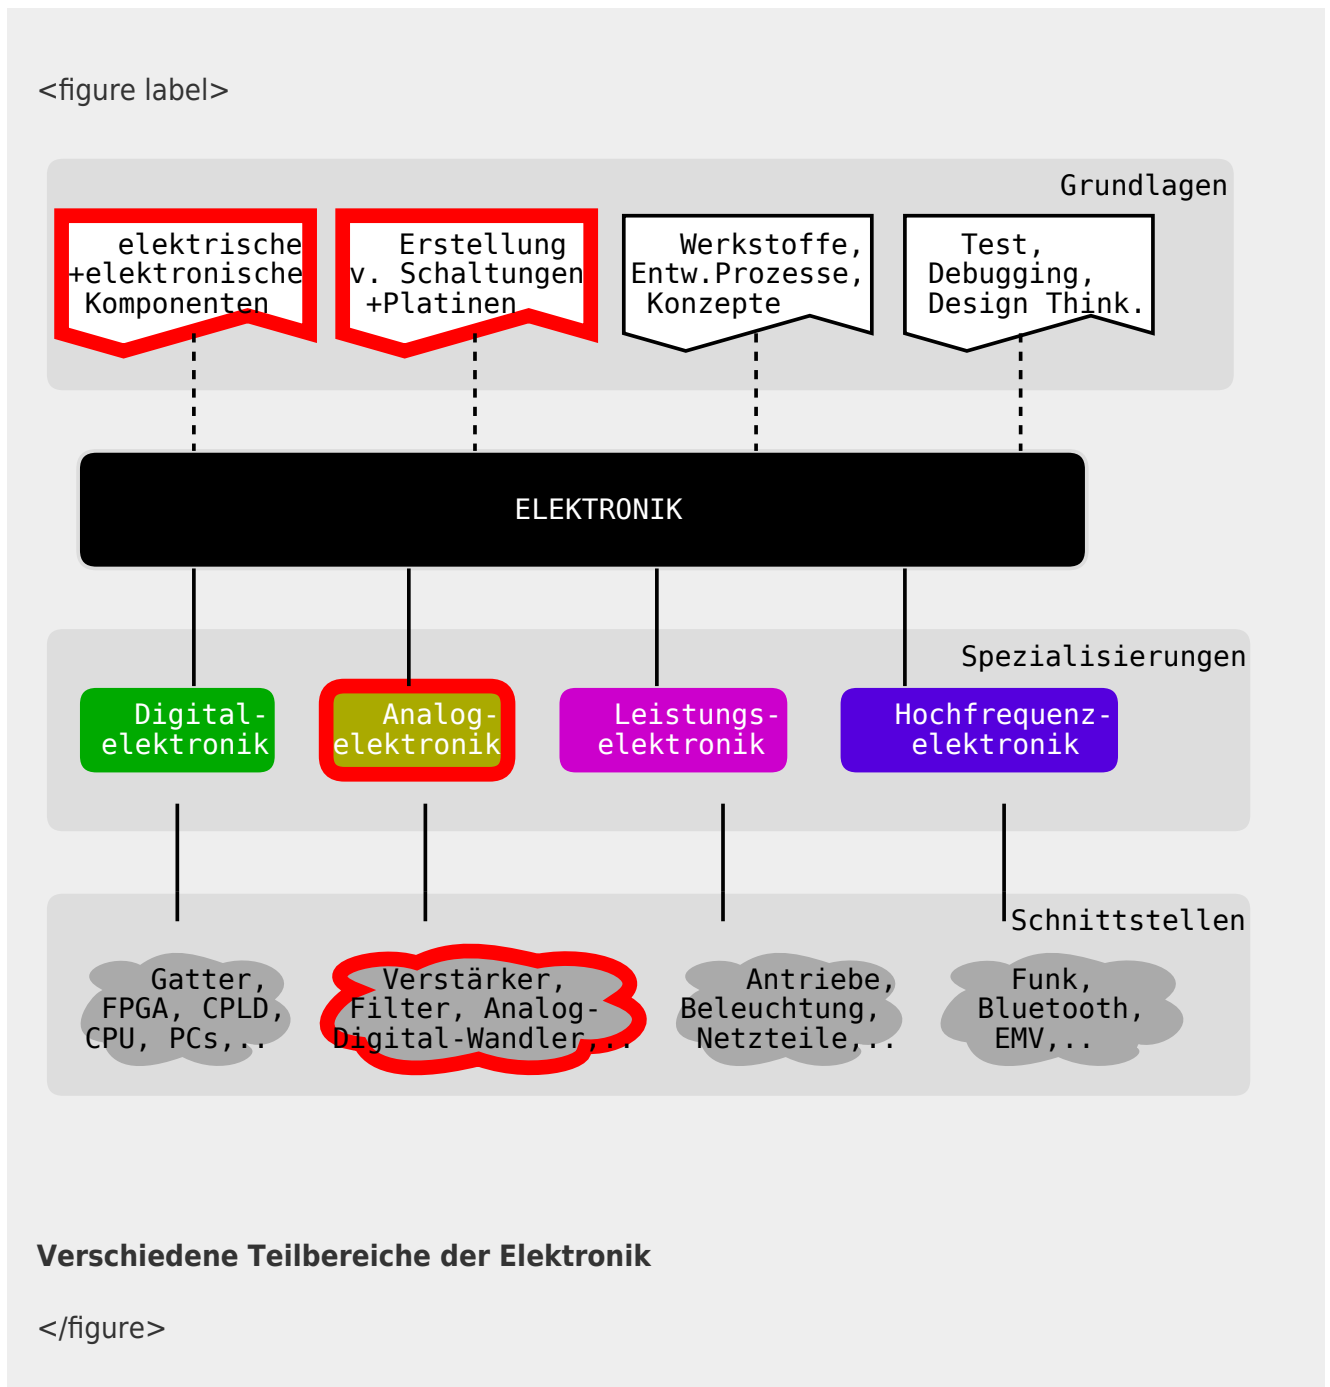 <figure label>
Grundlagen
elektrische
+elektronische
Komponenten
Erstellung
v. Schaltungen
+Platinen
Werkstoffe,
Entw.Prozesse,
Konzepte
Test,
Debugging,
Design Think.
ELEKTRONIK
Spezialisierungen
Digital-
elektronik
Analog-
elektronik
Leistungs-
elektronik
Hochfrequenz-
elektronik
Schnittstellen
Gatter,
FPGA, CPLD,
CPU, PCs,..
Verstärker,
Filter, Analog-
Digital-Wandler,..
Antriebe,
Beleuchtung,
Netzteile,..
Funk,
Bluetooth,
EMV,..
Verschiedene Teilbereiche der Elektronik
</figure>